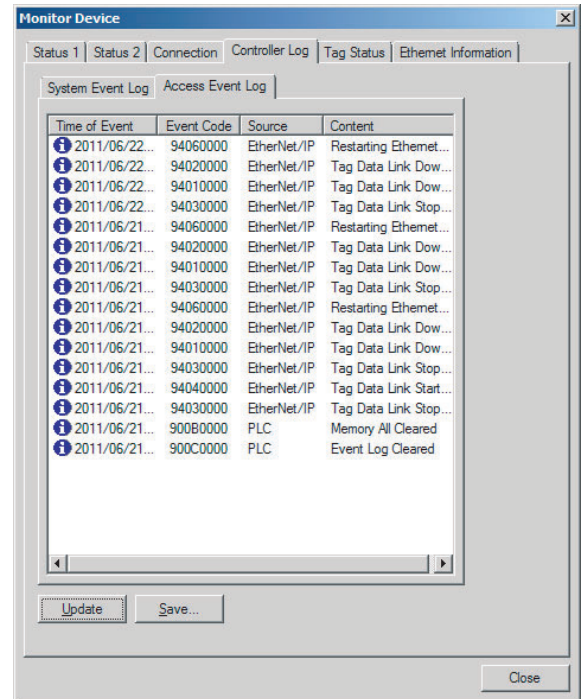 Monitor Device
Status 1 Status 2 Connection Controller Log Tag Status Ethernet Information
System Event Log Access Event Log
Time of Event Event Code Source Content
2011/06/22... 94060000 EtherNet/IP Restarting Ethernet...
2011/06/22... 94020000 EtherNet/IP Tag Data Link Dow...
2011/06/22... 94010000 EtherNet/IP Tag Data Link Dow...
2011/06/22... 94030000 EtherNet/IP Tag Data Link Stop...
2011/06/21... 94060000 EtherNet/IP Restarting Ethernet...
2011/06/21... 94020000 EtherNet/IP Tag Data Link Dow...
2011/06/21... 94010000 EtherNet/IP Tag Data Link Dow...
2011/06/21... 94030000 EtherNet/IP Tag Data Link Stop...
2011/06/21... 94060000 EtherNet/IP Restarting Ethernet...
2011/06/21... 94020000 EtherNet/IP Tag Data Link Dow...
2011/06/21... 94010000 EtherNet/IP Tag Data Link Dow...
2011/06/21... 94030000 EtherNet/IP Tag Data Link Stop...
2011/06/21... 94040000 EtherNet/IP Tag Data Link Start...
2011/06/21... 94030000 EtherNet/IP Tag Data Link Stop...
2011/06/21... 900B0000 PLC Memory All Cleared
2011/06/21... 900C0000 PLC Event Log Cleared
Update Save...
Close